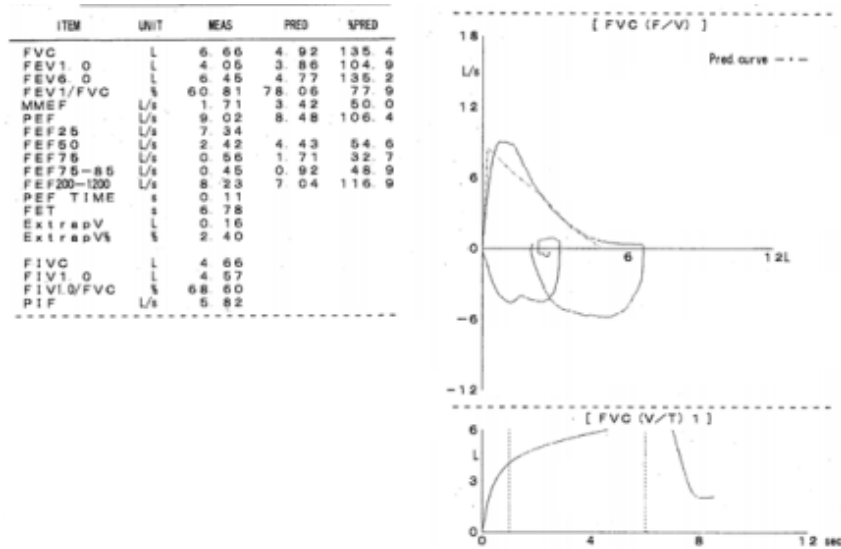 ITEM UNIT MEAS PRED %PRED
FVC L 6. 66 4. 92 135. 4
FEV1. 0 L 4. 05 3. 86 104. 9
FEV6. 0 L 6. 45 4. 77 135. 2
FEV1/FVC % 60. 81 78. 06 77. 9
MMEF L/s 1. 71 3. 42 50. 0
PEF L/s 9. 02 8. 48 106. 4
FEF25 L/s 7. 34
FEF50 L/s 2. 42 4. 43 54. 6
FEF75 L/s 0. 56 1. 71 32. 7
FEF75-85 L/s 0. 45 0. 92 48. 9
FEF200-1200 L/s 8. 23 7. 04 116. 9
PEF TIME s 0. 11
FET s 6. 78
ExtrapV L 0. 16
ExtrapV% % 2. 40
FIVC L 4. 66
FIV1. 0 L 4. 57
FIV1.0/FVC % 68. 60
PIF L/s 5. 82
[ FVC (F/V) ]
18
L/s
Pred. curve
12
6
0
6
12L
-6
-12
[ FVC (V/T) 1 ]
6
L
3
0
0 4 8 12 sec